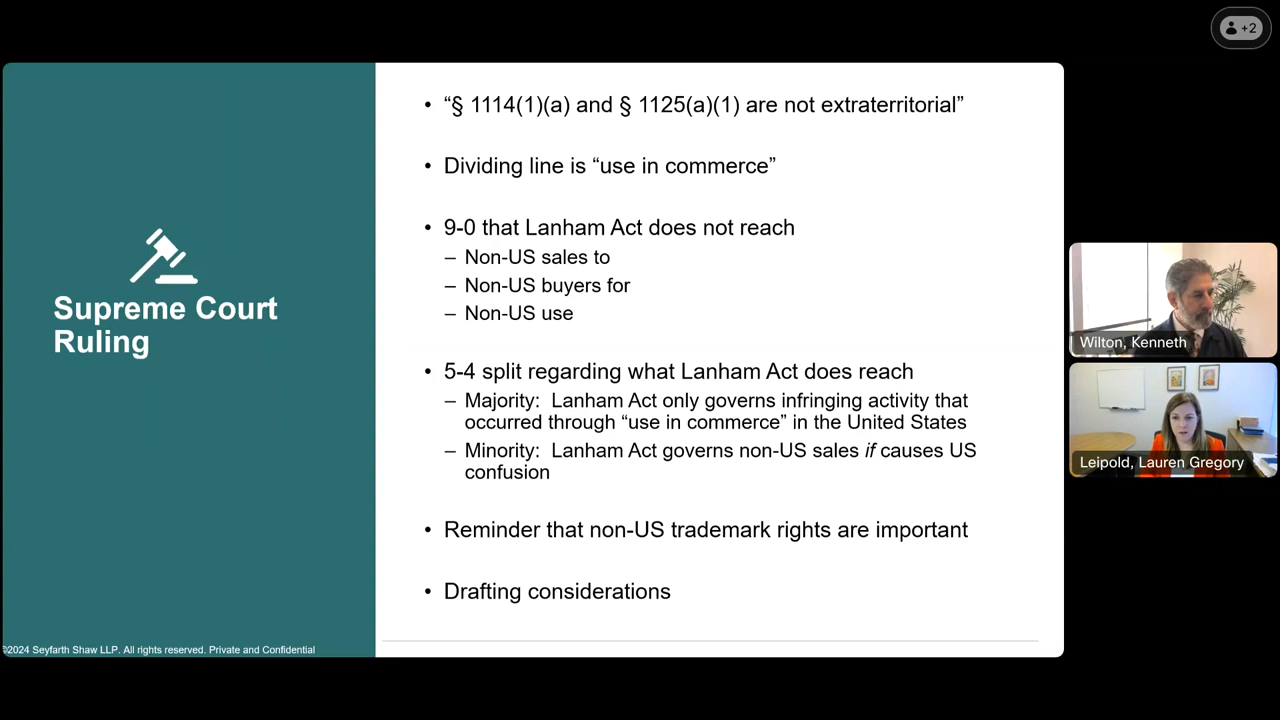 +2
Supreme Court
Ruling
• “§ 1114(1)(a) and § 1125(a)(1) are not extraterritorial”
• Dividing line is “use in commerce”
• 9-0 that Lanham Act does not reach
– Non-US sales to
– Non-US buyers for
– Non-US use
• 5-4 split regarding what Lanham Act does reach
– Majority:  Lanham Act only governs infringing activity that
occurred through “use in commerce” in the United States
– Minority:  Lanham Act governs non-US sales if causes US
confusion
• Reminder that non-US trademark rights are important
• Drafting considerations
©2024 Seyfarth Shaw LLP. All rights reserved. Private and Confidential
Wilton, Kenneth
Leipold, Lauren Gregory